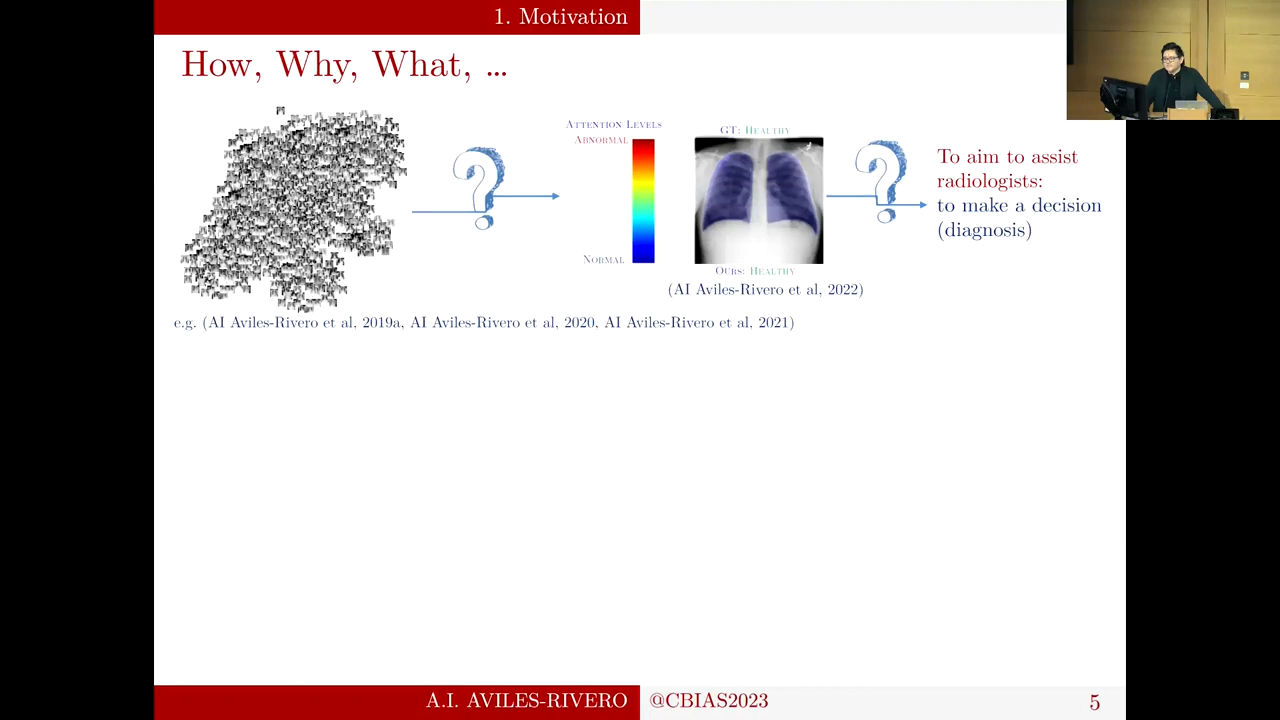 1. Motivation
How, Why, What, ...
ATTENTION LEVELS
ABNORMAL
NORMAL
GT: HEALTHY
OURS: HEALTHY
(AI Aviles-Rivero et al, 2022)
To aim to assist
radiologists:
to make a decision
(diagnosis)
e.g. (AI Aviles-Rivero et al, 2019a, AI Aviles-Rivero et al, 2020, AI Aviles-Rivero et al, 2021)
A.I. AVILES-RIVERO
@CBIAS2023
5